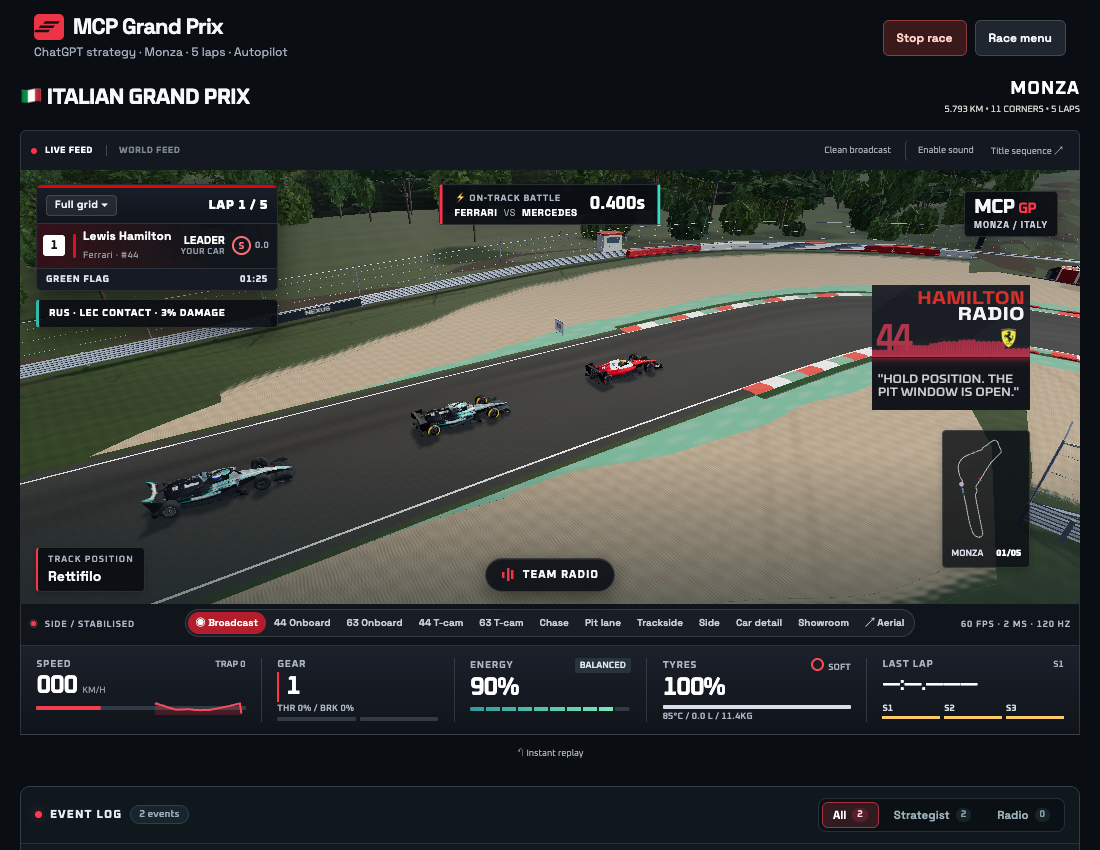 MCP Grand Prix
ChatGPT strategy · Monza · 5 laps · Autopilot
Stop race
Race menu
🇮🇹 ITALIAN GRAND PRIX
MONZA
5.793 KM • 11 CORNERS • 5 LAPS
LIVE FEED
WORLD FEED
Clean broadcast
Enable sound
Title sequence
Full grid
LAP 1 / 5
1
Lewis Hamilton
Ferrari · #44
LEADER
YOUR CAR
S
0.0
GREEN FLAG
01:25
RUS · LEC CONTACT · 3% DAMAGE
⚡ ON-TRACK BATTLE
FERRARI VS MERCEDES
0.400s
MCP GP
MONZA / ITALY
NEXUS
HAMILTON
RADIO
44
"HOLD POSITION. THE
PIT WINDOW IS OPEN."
MONZA 01/05
TRACK POSITION
Rettifilo
TEAM RADIO
SIDE / STABILISED
Broadcast
44 Onboard
63 Onboard
44 T-cam
63 T-cam
Chase
Pit lane
Trackside
Side
Car detail
Showroom
Aerial
60 FPS · 2 MS · 120 HZ
SPEED
TRAP 0
000 KM/H
GEAR
1
THR 0% / BRK 0%
ENERGY
BALANCED
90%
TYRES
SOFT
100%
85°C / 0.0 L / 11.4KG
LAST LAP
S1
—:—.———
S1
S2
S3
Instant replay
EVENT LOG
2 events
All 2
Strategist 2
Radio 0